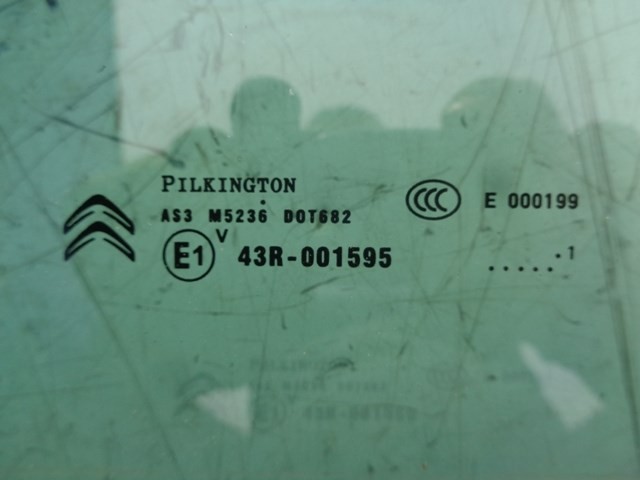 PILKINGTON
AS3 M5236 DOT682
CCC E 000199
E1 V 43R-001595
.....· 1